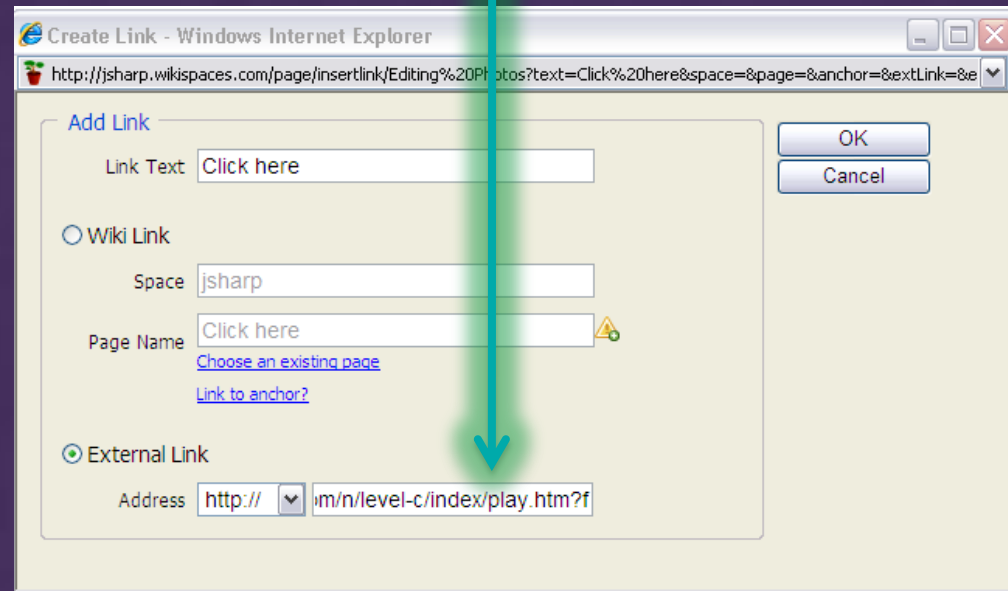 Create Link - Windows Internet Explorer
http://jsharp.wikispaces.com/page/insertlink/Editing%20Photos?text=Click%20here&space=&page=&anchor=&extLink=&e
Add Link
OK
Link Text Click here
Cancel
Wiki Link
Space jsharp
Page Name Click here
Choose an existing page
Link to anchor?
External Link
Address http:// om/n/level-c/index/play.htm?f